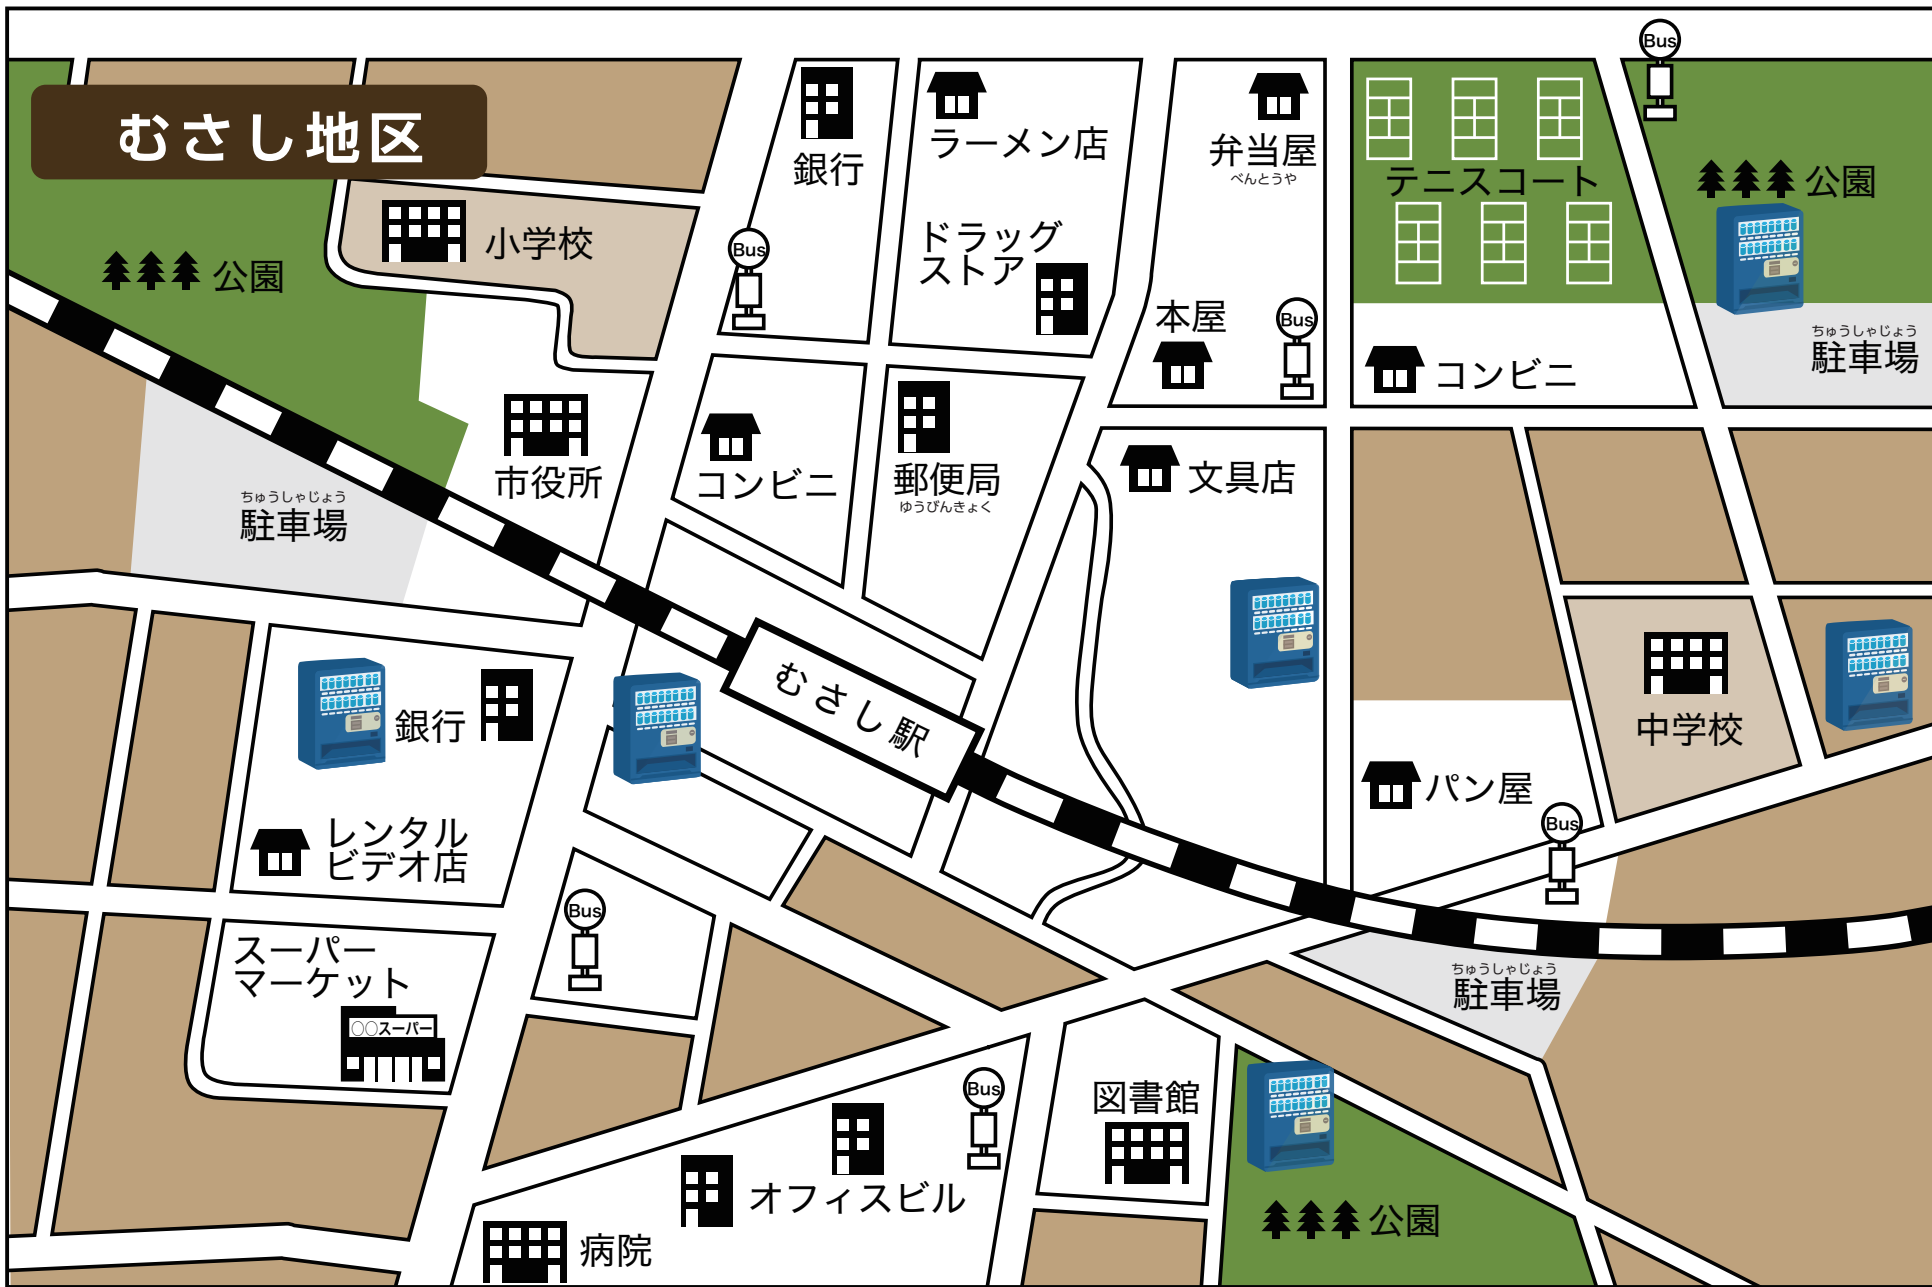 むさし地区
Bus
銀行
ラーメン店
弁当屋
べんとうや
テニスコート
公園
小学校
公園
Bus
ドラッグ
ストア
本屋
Bus
コンビニ
ちゅうしゃじょう
駐車場
市役所
コンビニ
郵便局
ゆうびんきょく
文具店
ちゅうしゃじょう
駐車場
むさし駅
銀行
中学校
レンタル
ビデオ店
パン屋
Bus
Bus
スーパー
マーケット
○○スーパー
ちゅうしゃじょう
駐車場
Bus
図書館
オフィスビル
病院
公園